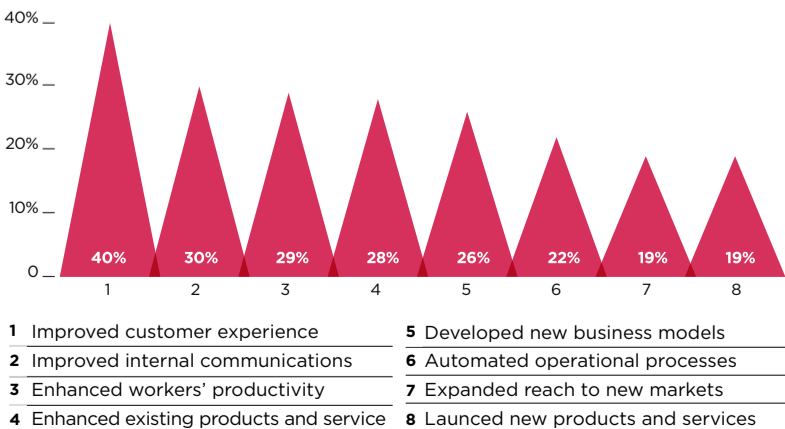 40%
30%
20%
10%
0
40% 30% 29% 28% 26% 22% 19% 19%
1 2 3 4 5 6 7 8
1 Improved customer experience
2 Improved internal communications
3 Enhanced workers’ productivity
4 Enhanced existing products and service
5 Developed new business models
6 Automated operational processes
7 Expanded reach to new markets
8 Launced new products and services